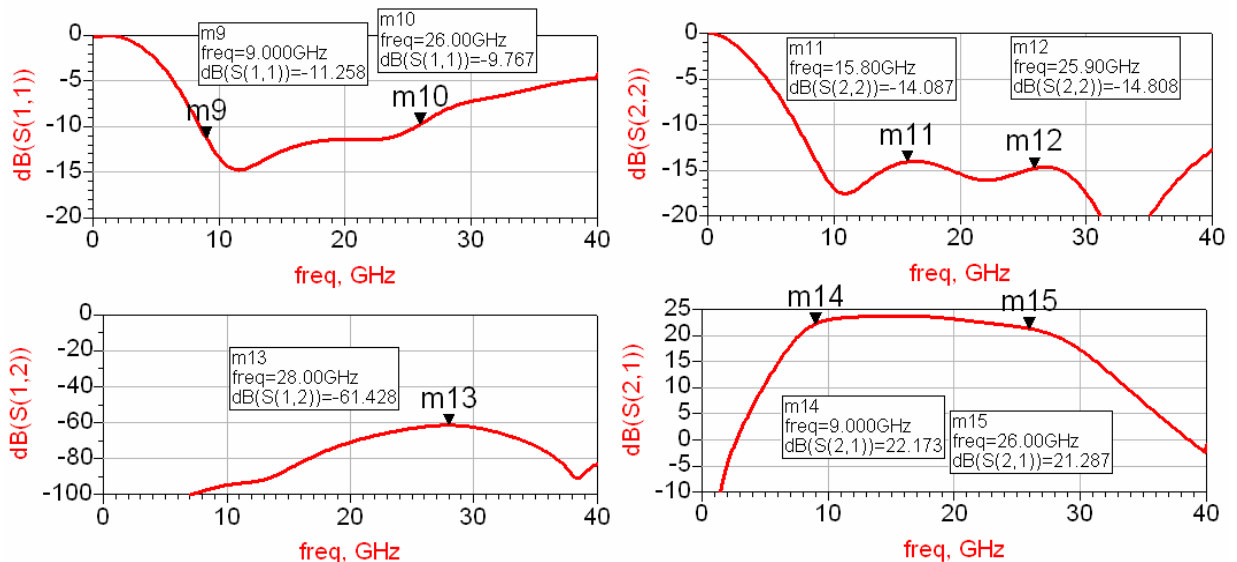 dB(S(1,1))
0
-5
-10
-15
-20
m9
freq=9.000GHz
dB(S(1,1))=-11.258
m10
freq=26.00GHz
dB(S(1,1))=-9.767
m9
m10
0 10 20 30 40
freq, GHz
dB(S(2,2))
0
-5
-10
-15
-20
m11
freq=15.80GHz
dB(S(2,2))=-14.087
m12
freq=25.90GHz
dB(S(2,2))=-14.808
m11
m12
0 10 20 30 40
freq, GHz
dB(S(1,2))
0
-20
-40
-60
-80
-100
m13
freq=28.00GHz
dB(S(1,2))=-61.428
m13
0 10 20 30 40
freq, GHz
dB(S(2,1))
25
20
15
10
5
0
-5
-10
m14
m15
m14
freq=9.000GHz
dB(S(2,1))=22.173
m15
freq=26.00GHz
dB(S(2,1))=21.287
0 10 20 30 40
freq, GHz